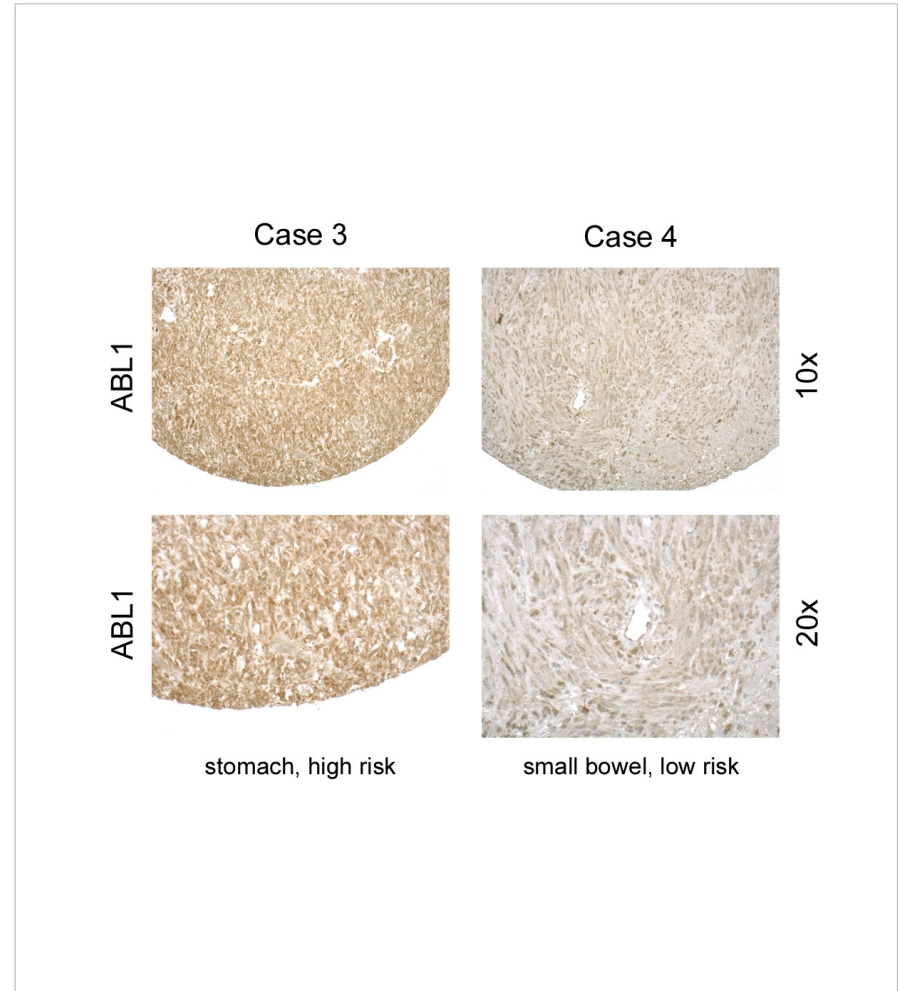 Case 3
Case 4
ABL1
10x
ABL1
20x
stomach, high risk
small bowel, low risk